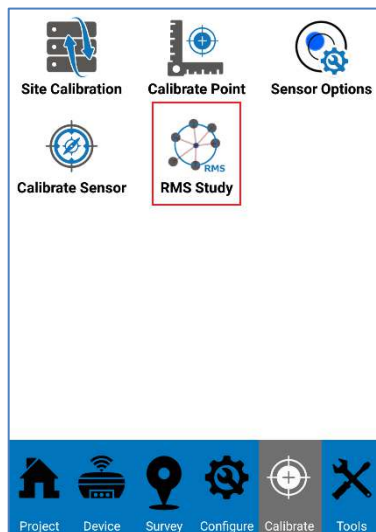 Site Calibration
Calibrate Point
Sensor Options
Calibrate Sensor
RMS
RMS Study
Project
Device
Survey
Configure
Calibrate
Tools